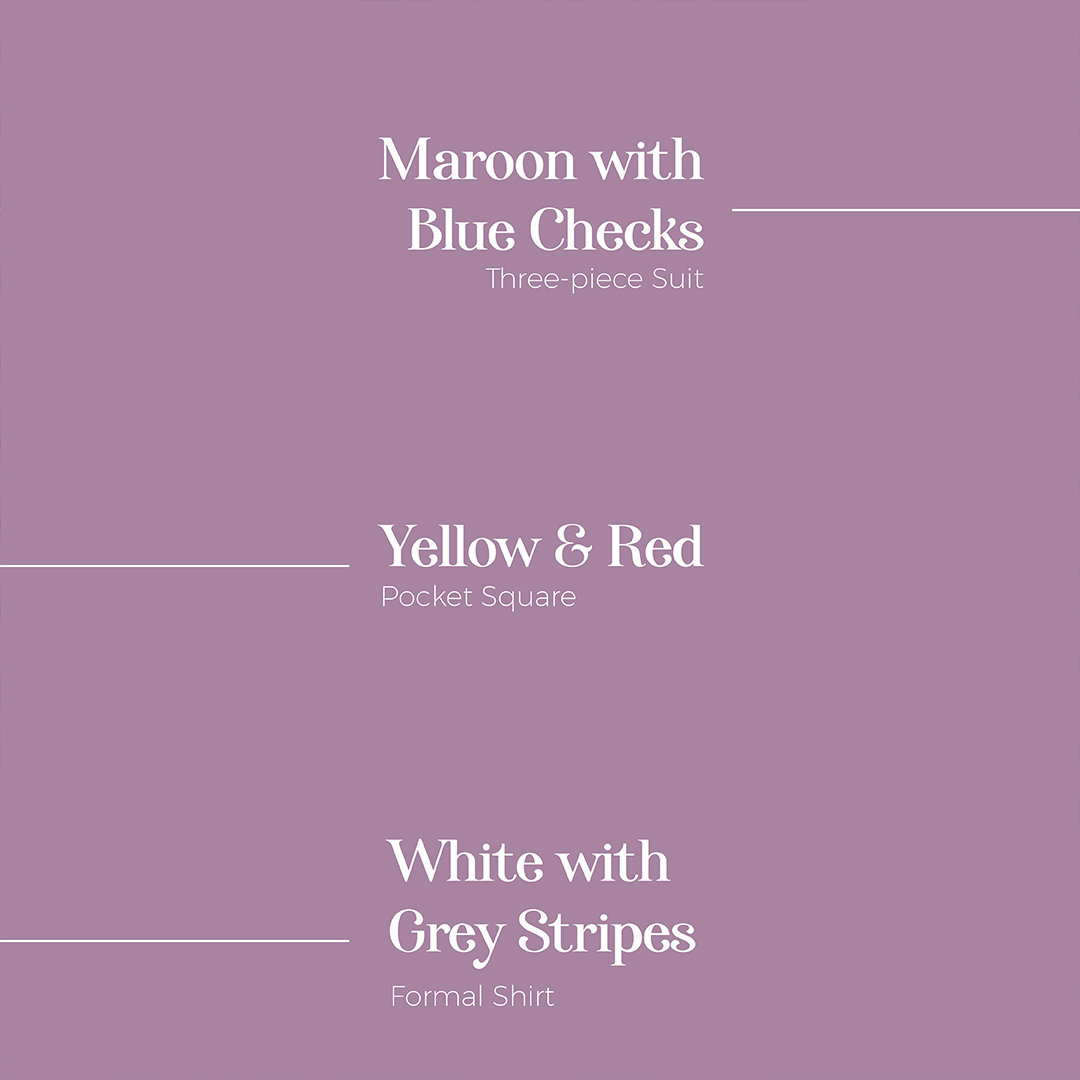 Maroon with
Blue Checks
Three-piece Suit
Yellow & Red
Pocket Square
White with
Grey Stripes
Formal Shirt